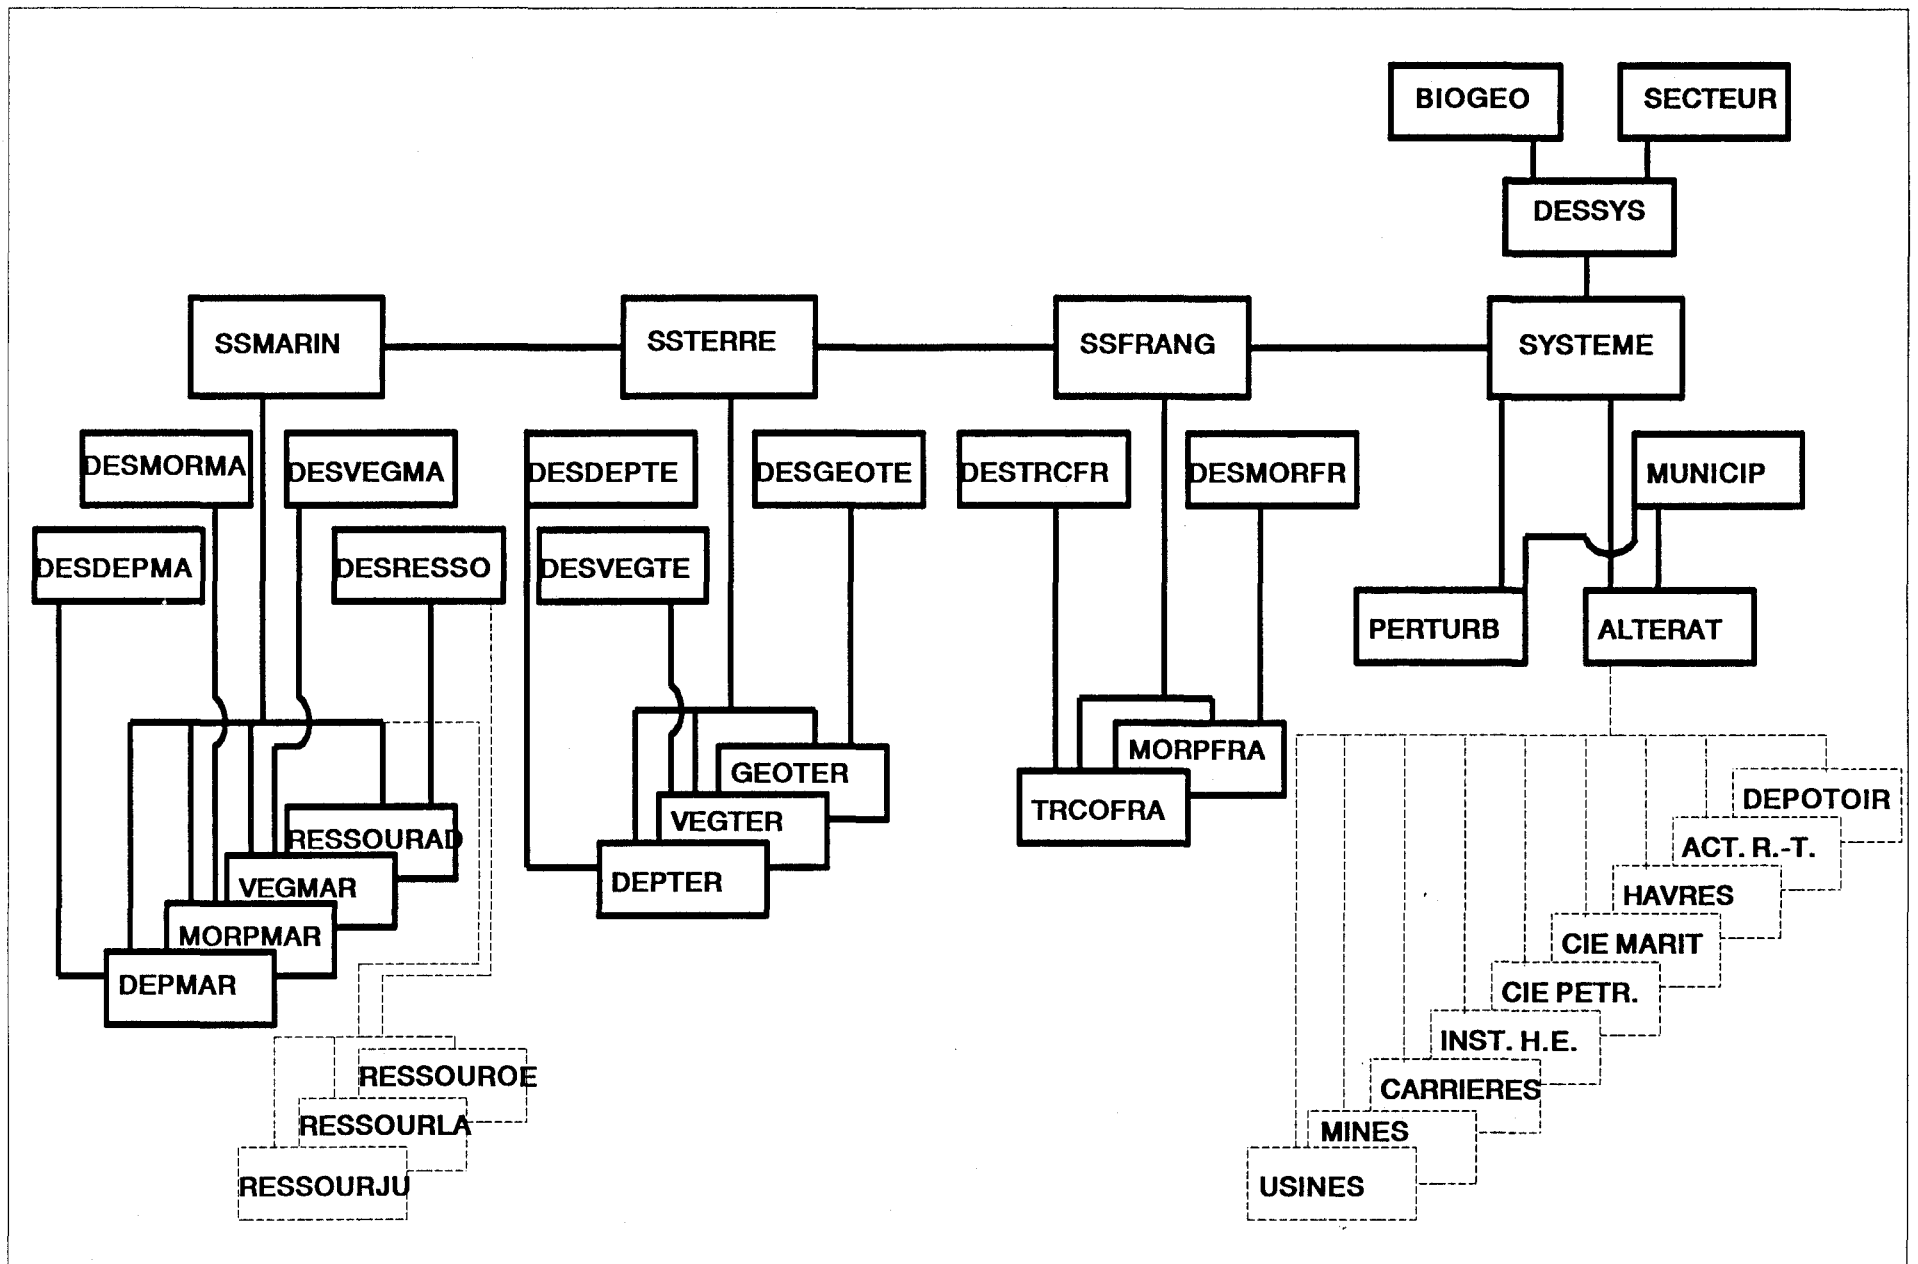 BIOGEO
SECTEUR
DESSYS
SSMARIN
SSTERRE
SSFRANG
SYSTEME
DESMORMA
DESVEGMA
DESDEPTE
DESGEOTE
DESTRCFR
DESMORFR
MUNICIP
DESDEPMA
DESRESSO
DESVEGTE
PERTURB
ALTERAT
MORPFRA
GEOTER
TRCOFRA
VEGTER
RESSOURAD
DEPTER
VEGMAR
MORPMAR
DEPMAR
DEPOTOIR
ACT. R.-T.
HAVRES
CIE MARIT
CIE PETR.
INST. H.E.
CARRIERES
MINES
USINES
RESSOUROE
RESSOURLA
RESSOURJU